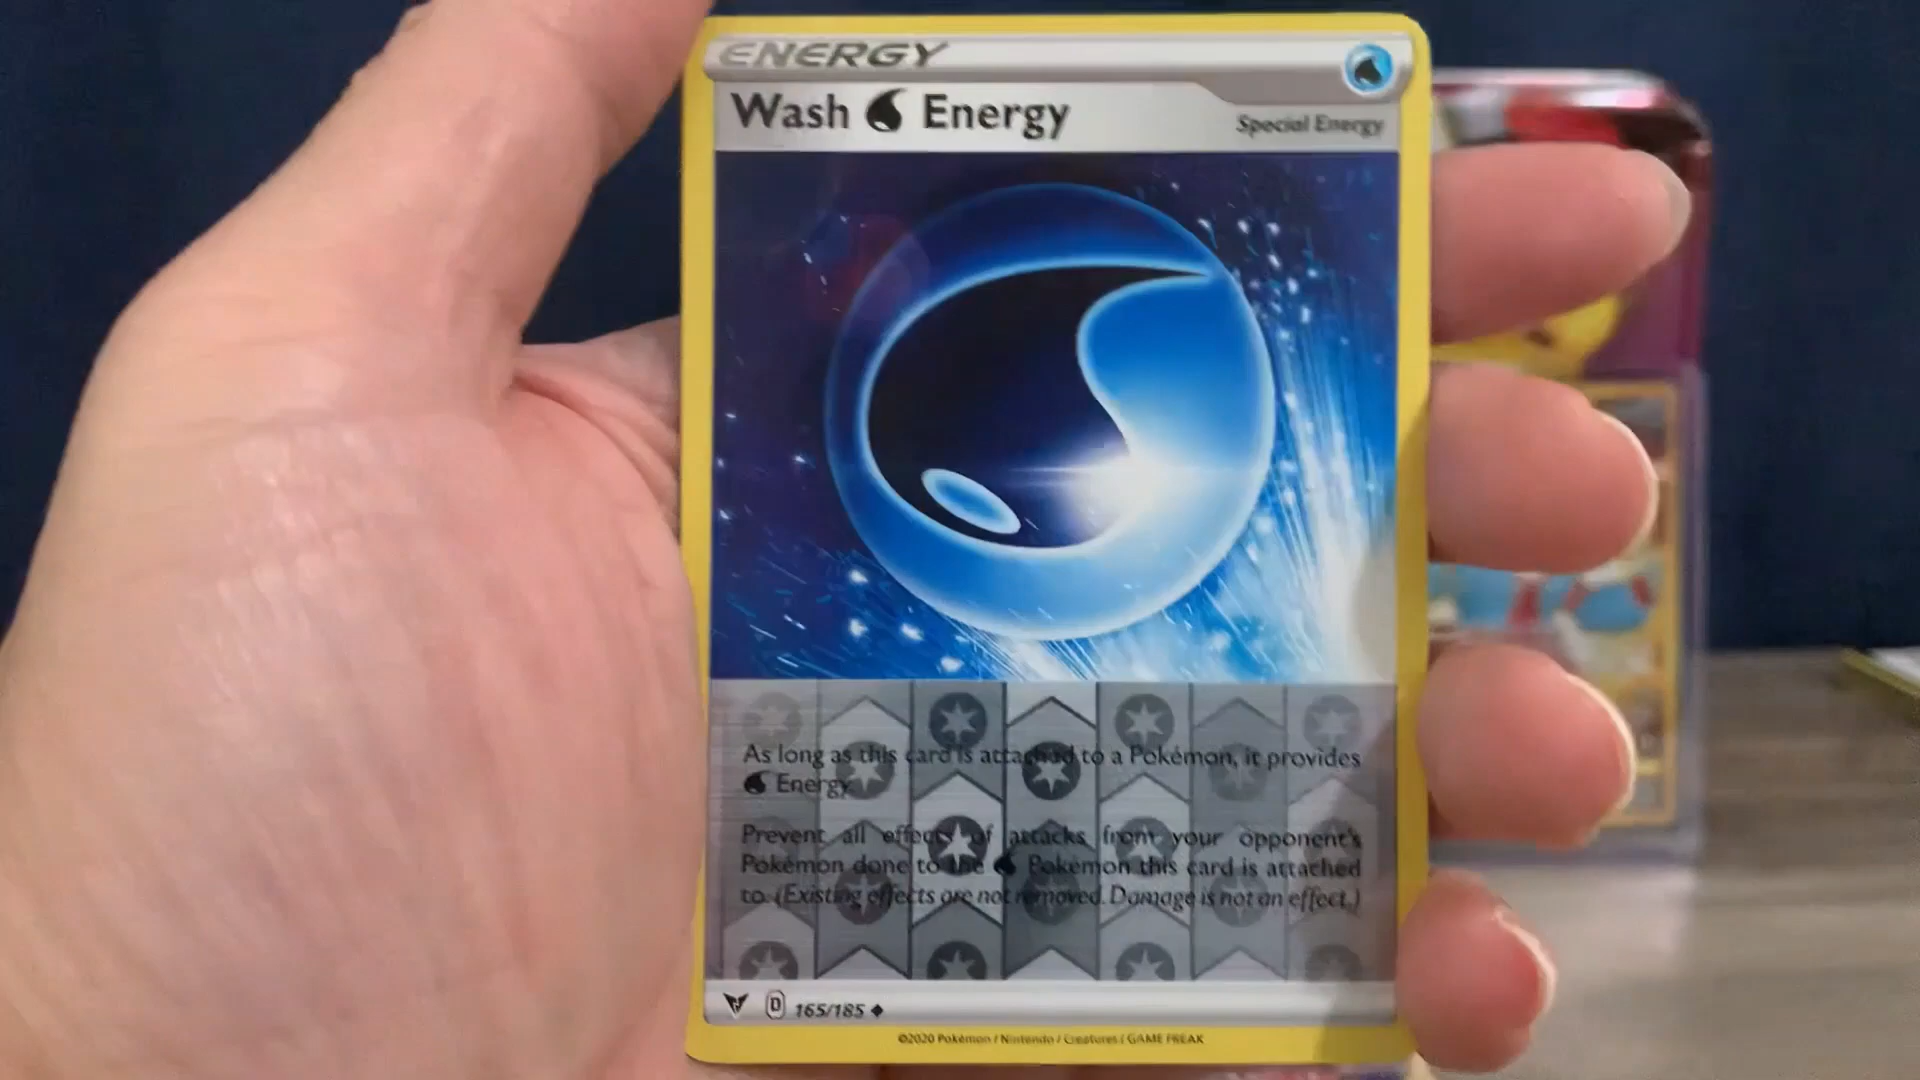 ENERGY
Wash Energy
Special Energy
As long as this card is attached to a Pokémon, it provides
Energy.
Prevent all effects of attacks from your opponent's
Pokémon done to the Pokémon this card is attached
to. (Existing effects are not removed. Damage is not an effect.)
D 165/185
©2020 Pokémon / Nintendo / Creatures / GAME FREAK